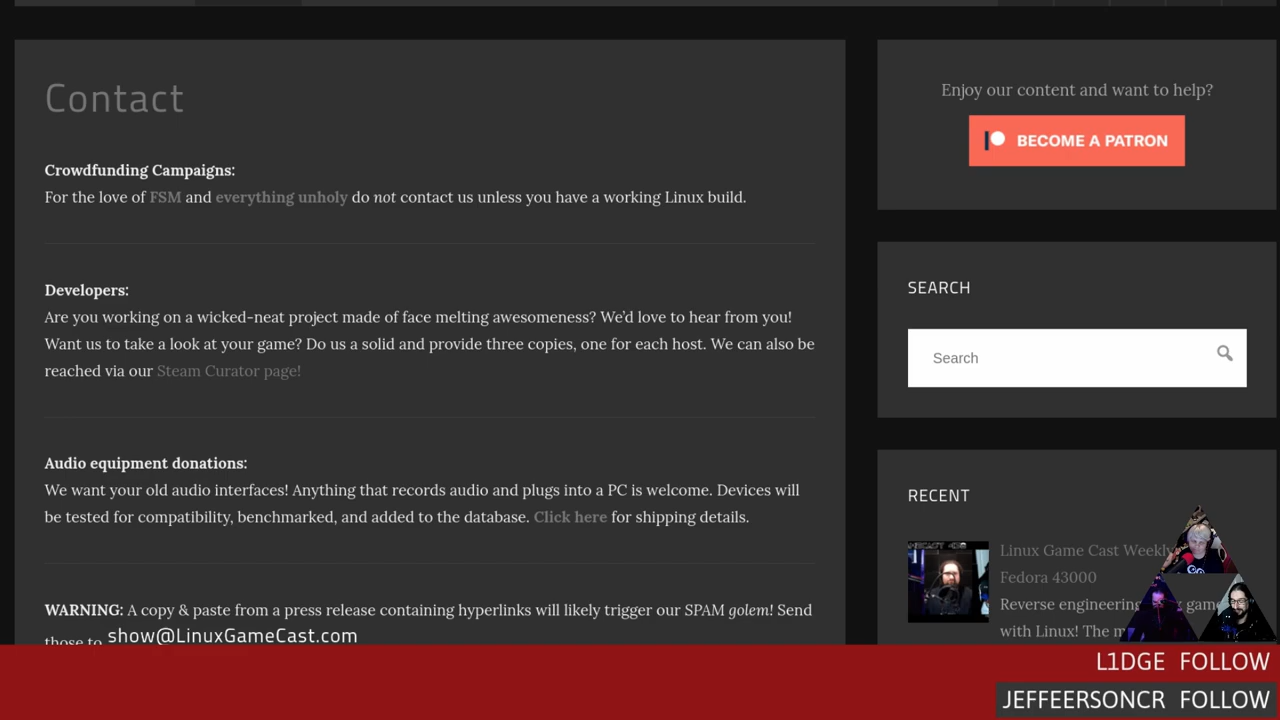 Contact
Crowdfunding Campaigns:
For the love of FSM and everything unholy do not contact us unless you have a working Linux build.
Developers:
Are you working on a wicked-neat project made of face melting awesomeness? We’d love to hear from you!
Want us to take a look at your game? Do us a solid and provide three copies, one for each host. We can also be
reached via our Steam Curator page!
Audio equipment donations:
We want your old audio interfaces! Anything that records audio and plugs into a PC is welcome. Devices will
be tested for compatibility, benchmarked, and added to the database. Click here for shipping details.
WARNING: A copy & paste from a press release containing hyperlinks will likely trigger our SPAM golem! Send
those to show@LinuxGameCast.com
Enjoy our content and want to help?
BECOME A PATRON
SEARCH
Search
RECENT
Linux Game Cast Weekly
Fedora 43000
Reverse engineering
with Linux! The
L1DGE FOLLOW
JEFFEERSONCR FOLLOW